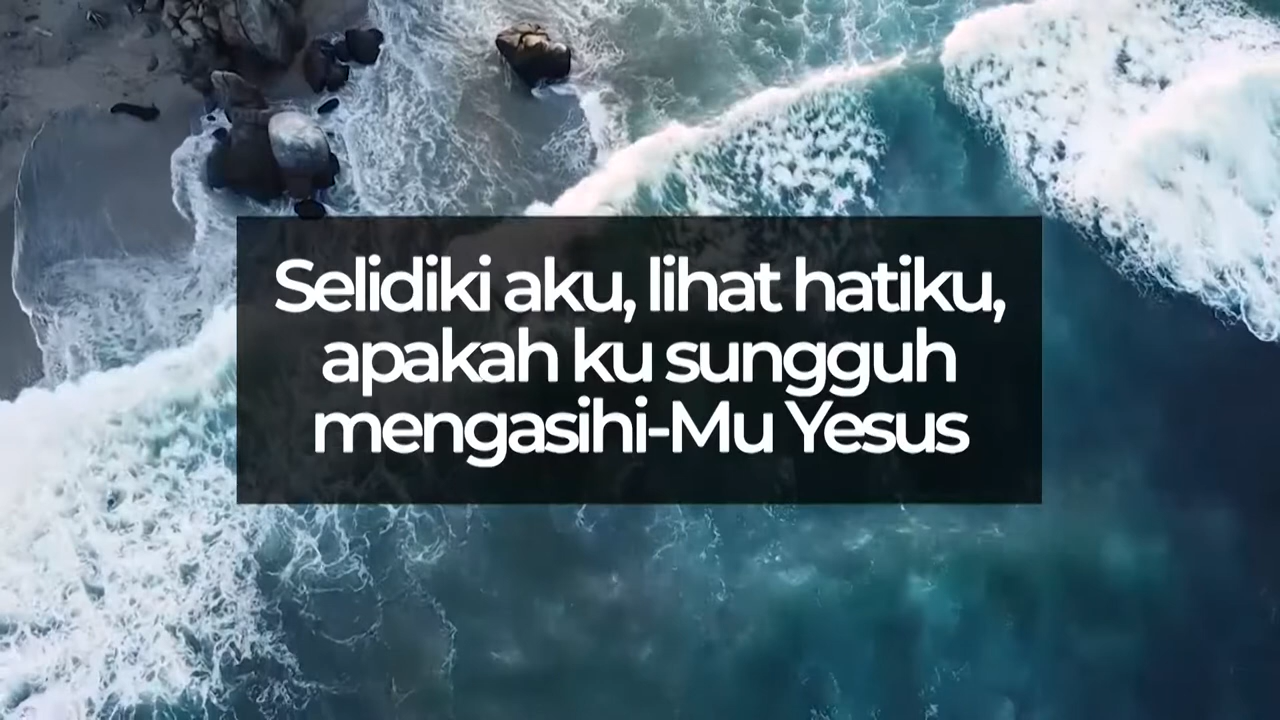 Selidiki aku, lihat hatiku,
apakah ku sungguh
mengasihi-Mu Yesus